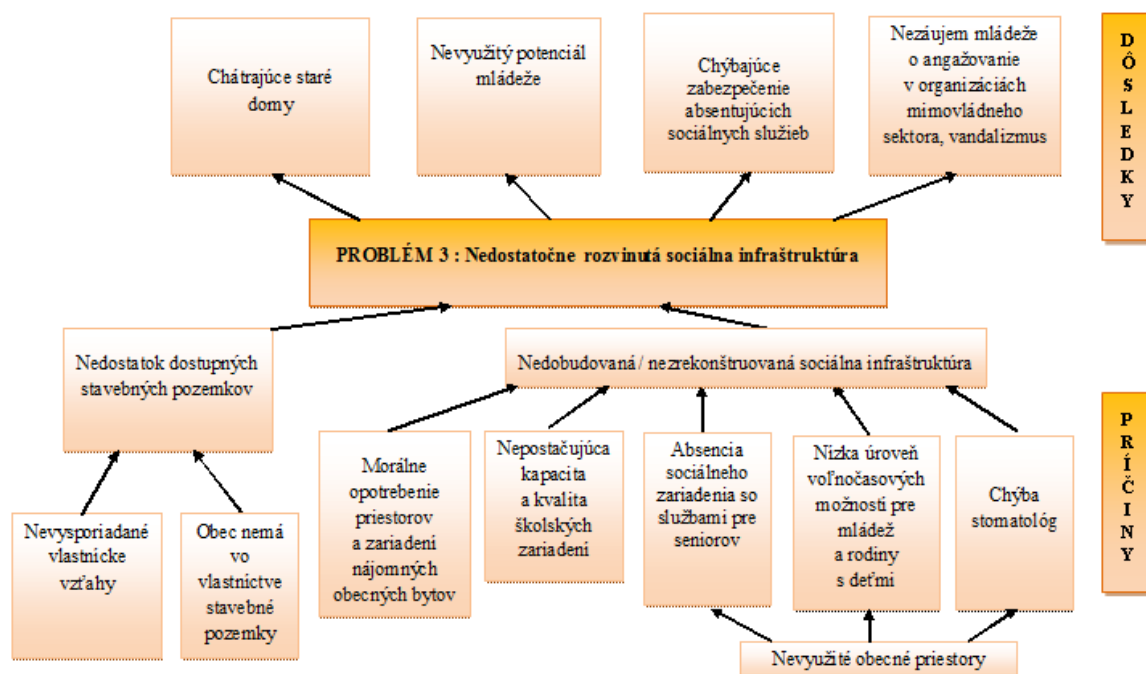 Chátrajúce staré
domy
Nevyužitý potenciál
mládeže
Chýbajúce
zabezpečenie
absentujúcich
sociálnych služieb
Nezáujem mládeže
o angažovanie
v organizáciách
mimovládneho
sektora, vandalizmus
DÔSLEDKY
PROBLÉM 3 : Nedostatočne rozvinutá sociálna infraštruktúra
Nedostatok dostupných
stavebných pozemkov
Nedobudovaná / nezrekonštruovaná sociálna infraštruktúra
PRÍČINY
Nevysporiadané
vlastnícke
vzťahy
Obec nemá
vo
vlastníctve
stavebné
pozemky
Morálne
opotrebenie
priestorov
a zariadení
nájomných
obecných bytov
Nepostačujúca
kapacita
a kvalita
školských
zariadení
Absencia
sociálneho
zariadenia so
službami pre
seniorov
Nízka úroveň
voľnočasových
možností pre
mládež
a rodiny
s deťmi
Chýba
stomatológ
Nevyužité obecné priestory